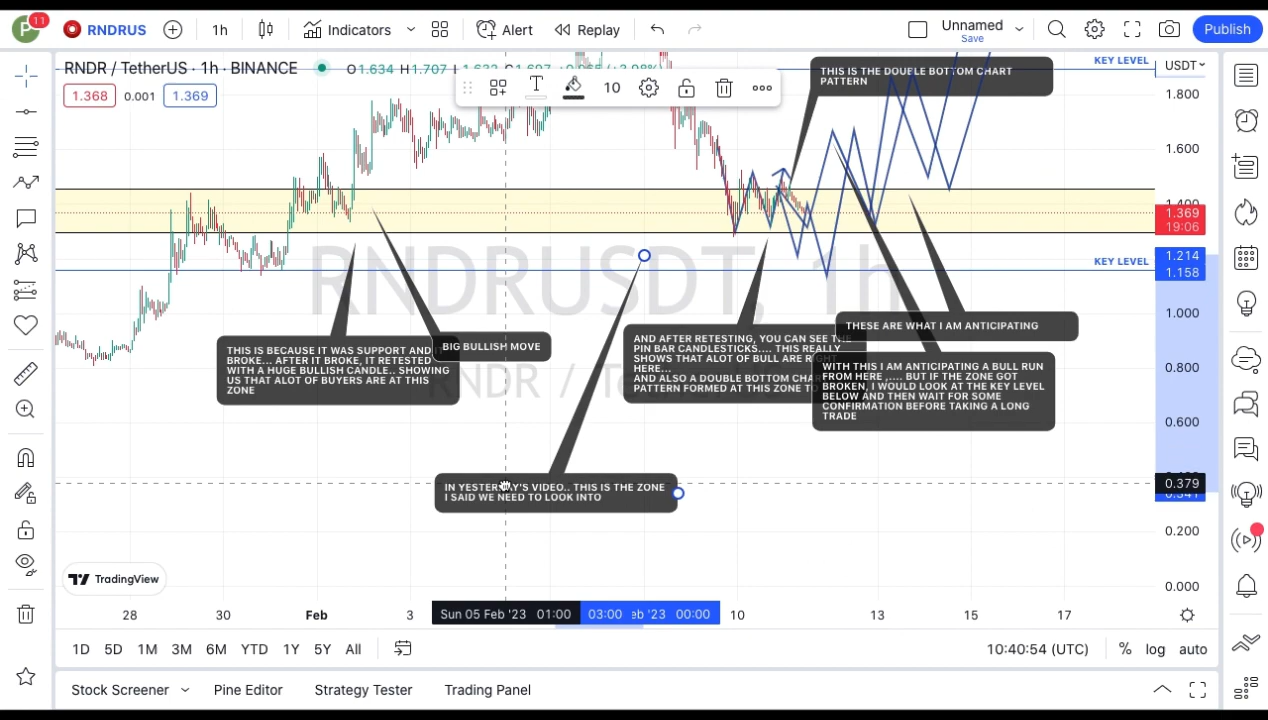 P
11
RNDRUS
1h
Indicators
Alert
Replay
Unnamed
Save
Publish
RNDR / TetherUS · 1h · BINANCE
O1.634 H1.707
1.368
0.001
1.369
10
USDT
KEY LEVEL
THIS IS THE DOUBLE BOTTOM CHART
PATTERN
1.800
1.600
1.400
1.369
19:06
KEY LEVEL
1.214
1.158
1.000
0.800
0.600
0.379
0.200
0.000
RNDRUSDT, 1h
RNDR / TetherUS
THIS IS BECAUSE IT WAS SUPPORT AND IT
BROKE... AFTER IT BROKE, IT RETESTED
WITH A HUGE BULLISH CANDLE.. SHOWING
US THAT ALOT OF BUYERS ARE AT THIS
ZONE
BIG BULLISH MOVE
AND AFTER RETESTING, YOU CAN SEE THE
PIN BAR CANDLESTICKS.... THIS REALLY
SHOWS THAT ALOT OF BULL ARE RIGHT
HERE...
AND ALSO A DOUBLE BOTTOM CHART
PATTERN FORMED AT THIS ZONE
THESE ARE WHAT I AM ANTICIPATING
WITH THIS I AM ANTICIPATING A BULL RUN
FROM HERE ,.... BUT IF THE ZONE GOT
BROKEN, I WOULD LOOK AT THE KEY LEVEL
BELOW AND THEN WAIT FOR SOME
CONFIRMATION BEFORE TAKING A LONG
TRADE
IN YESTERDAY'S VIDEO.. THIS IS THE ZONE
I SAID WE NEED TO LOOK INTO
TradingView
28
30
Feb
3
Sun 05 Feb '23 01:00
03:00
eb '23 00:00
10
13
15
17
1D
5D
1M
3M
6M
YTD
1Y
5Y
All
10:40:54 (UTC)
%
log
auto
Stock Screener
Pine Editor
Strategy Tester
Trading Panel